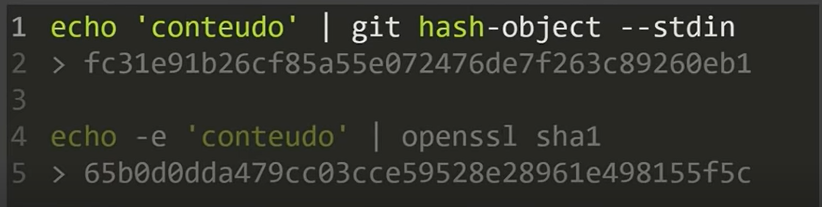 1 echo 'conteudo' | git hash-object --stdin
2 > fc31e91b26cf85a55e072476de7f263c89260eb1
3
4 echo -e 'conteudo' | openssl sha1
5 > 65b0d0dda479cc03cce59528e28961e498155f5c